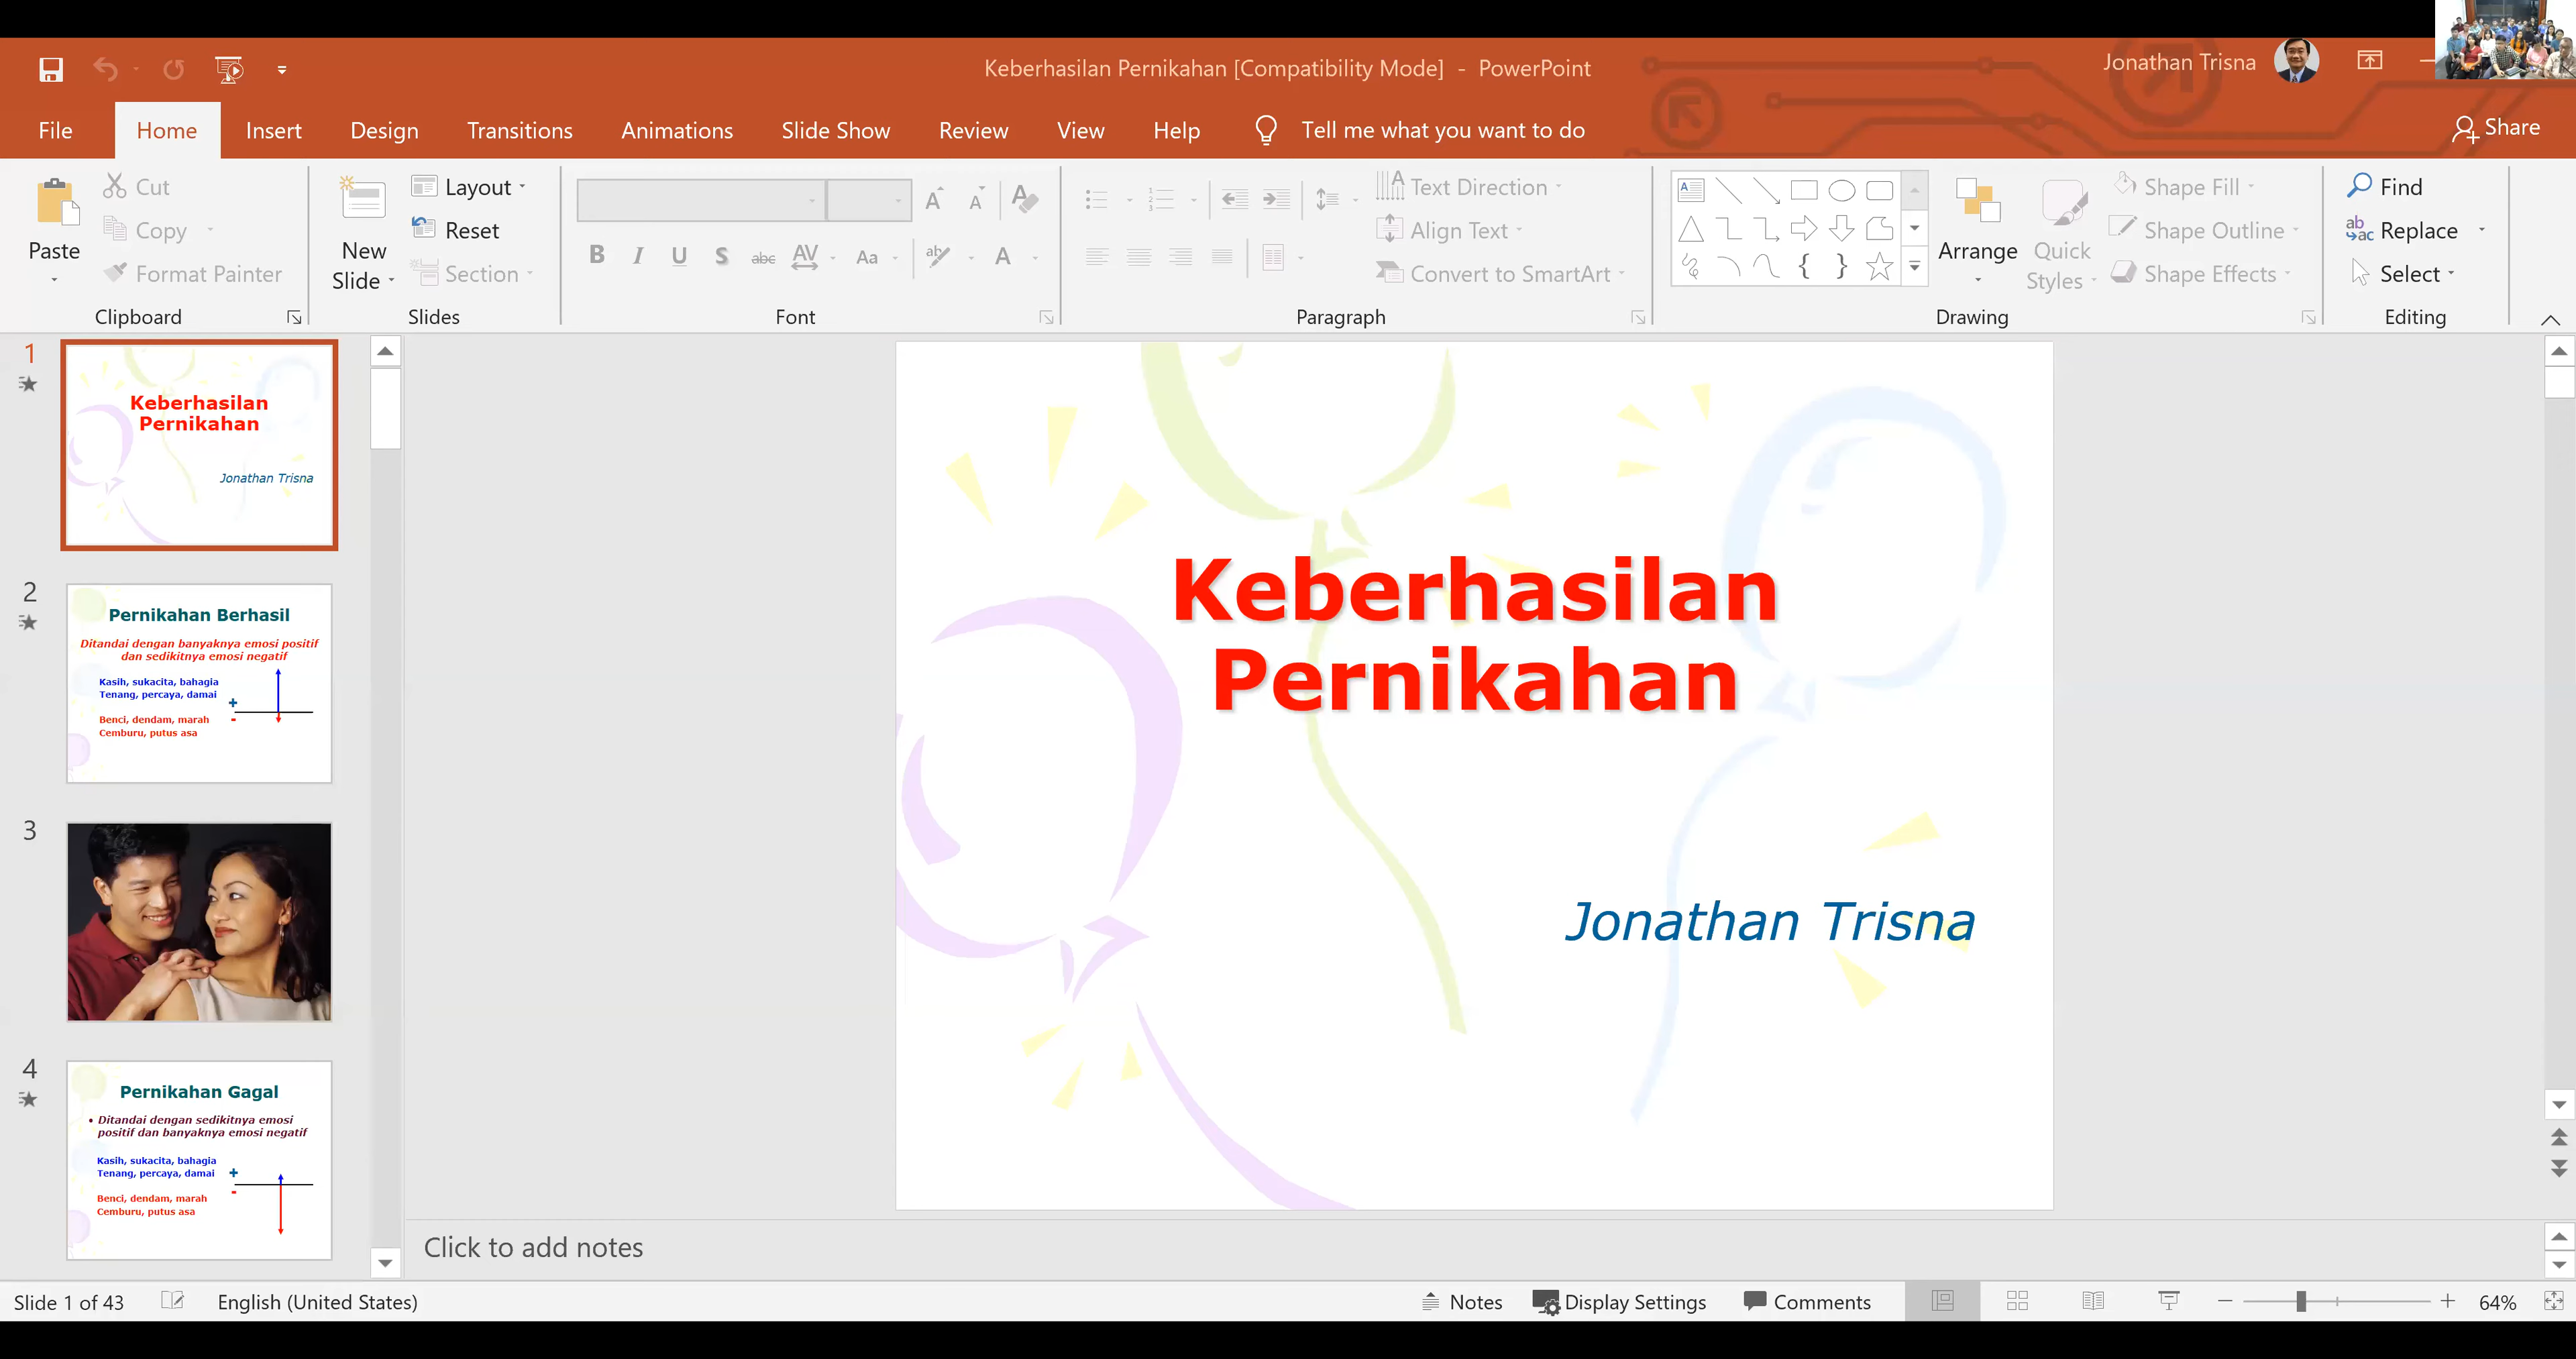 Keberhasilan Pernikahan [Compatibility Mode] - PowerPoint
Jonathan Trisna
File Home Insert Design Transitions Animations Slide Show Review View Help Tell me what you want to do Share
Paste
Cut
Copy
Format Painter
Clipboard
New
Slide
Layout
Reset
Section
Slides
B I U S abc AV Aa A
Font
Text Direction
Align Text
Convert to SmartArt
Paragraph
Arrange
Quick
Styles
Shape Fill
Shape Outline
Shape Effects
Drawing
Find
Replace
Select
Editing
1
Keberhasilan
Pernikahan
Jonathan Trisna
2
Pernikahan Berhasil
Ditandai dengan banyaknya emosi positif
dan sedikitnya emosi negatif
Kasih, sukacita, bahagia
Tenang, percaya, damai
+
-
Benci, dendam, marah
Cemburu, putus asa
3
4
Pernikahan Gagal
• Ditandai dengan sedikitnya emosi
positif dan banyaknya emosi negatif
Kasih, sukacita, bahagia
Tenang, percaya, damai
+
-
Benci, dendam, marah
Cemburu, putus asa
Keberhasilan
Pernikahan
Jonathan Trisna
Click to add notes
Slide 1 of 43 English (United States) Notes Display Settings Comments 64%